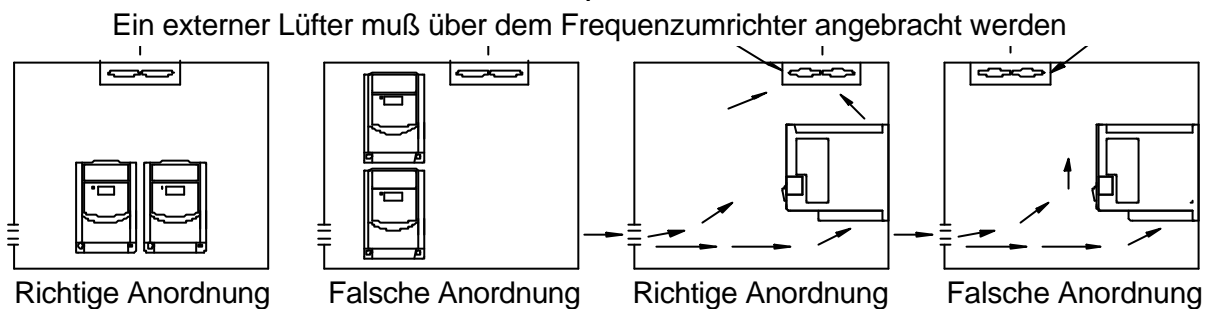 Ein externer Lüfter muß über dem Frequenzumrichter angebracht werden
Richtige Anordnung Falsche Anordnung Richtige Anordnung Falsche Anordnung